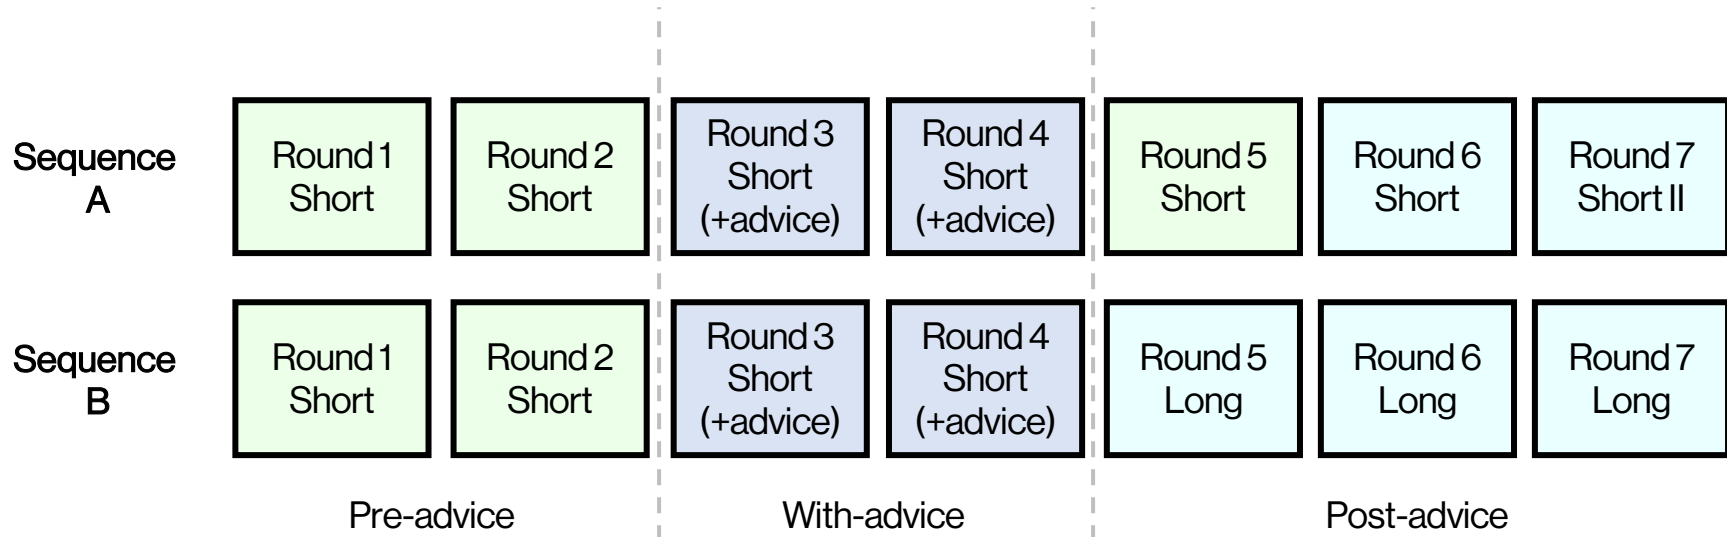 Sequence
A
Round 1
Short
Round 2
Short
Round 3
Short
(+advice)
Round 4
Short
(+advice)
Round 5
Short
Round 6
Short
Round 7
Short II
Sequence
B
Round 1
Short
Round 2
Short
Round 3
Short
(+advice)
Round 4
Short
(+advice)
Round 5
Long
Round 6
Long
Round 7
Long
Pre-advice
With-advice
Post-advice